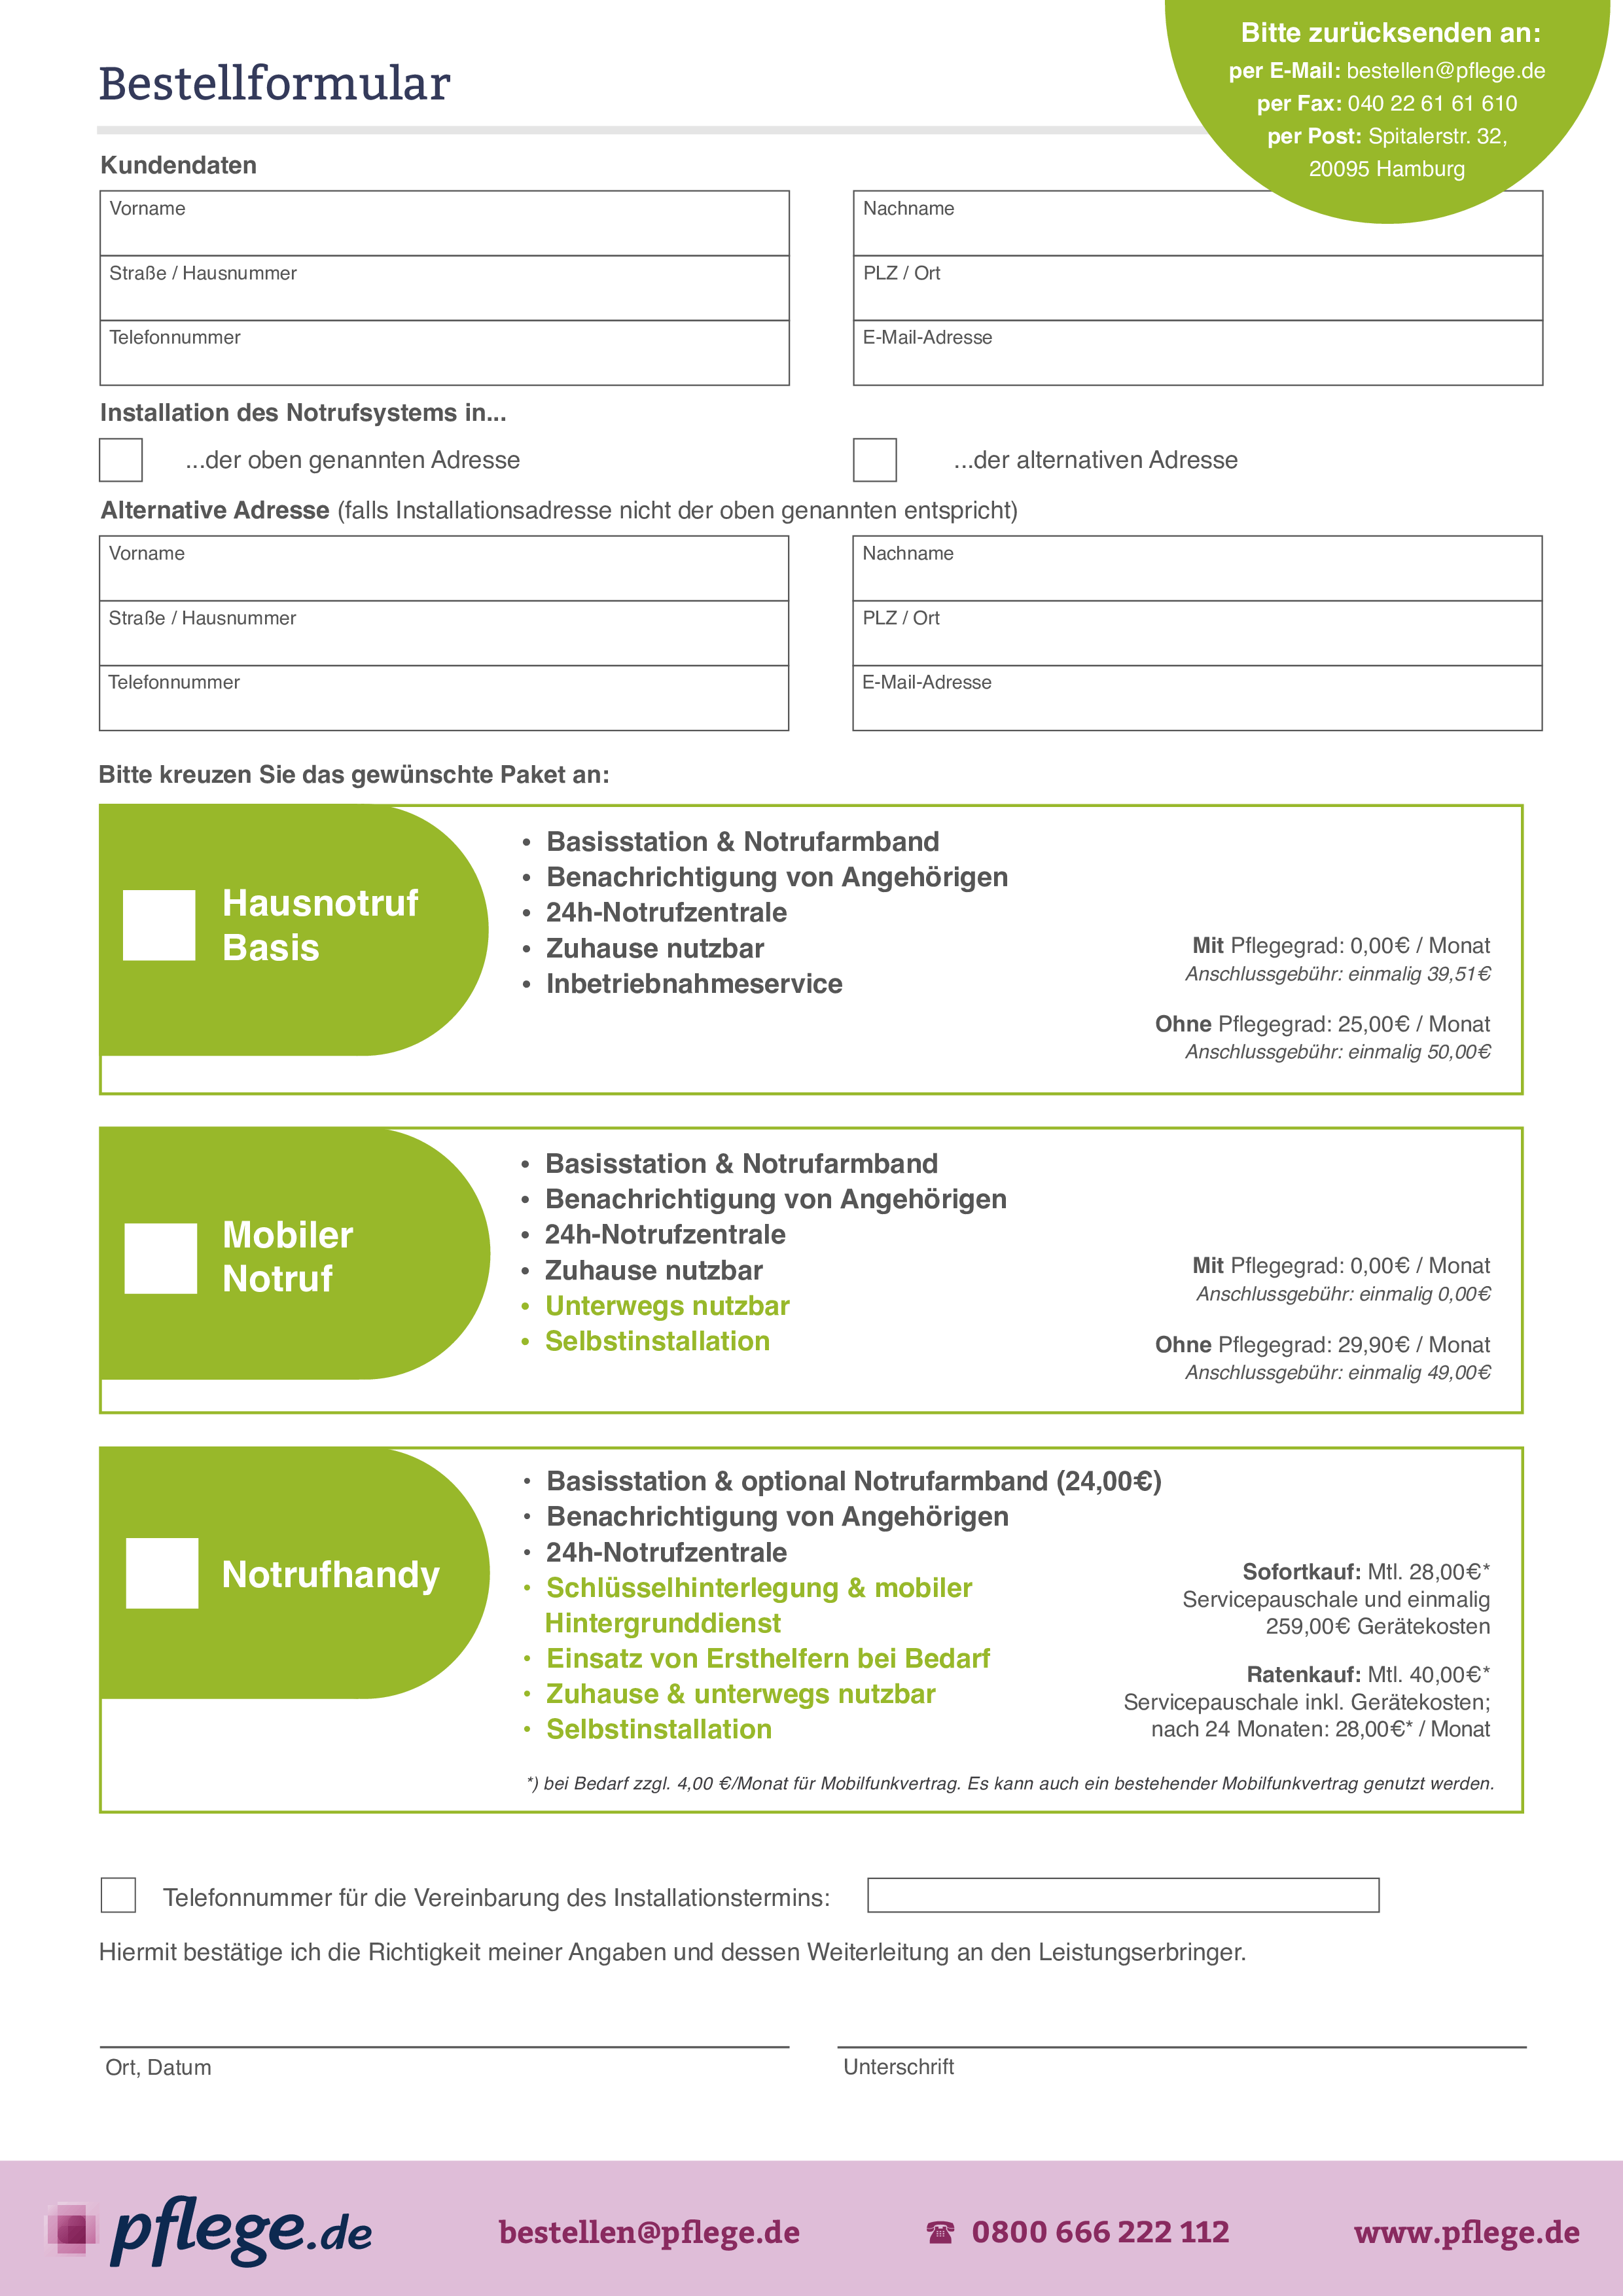 Bitte zurücksenden an:
per E-Mail: bestellen@pflege.de
per Fax: 040 22 61 61 610
per Post: Spitalerstr. 32,
20095 Hamburg
Bestellformular
Kundendaten
Vorname
Nachname
Straße / Hausnummer
PLZ / Ort
Telefonnummer
E-Mail-Adresse
Installation des Notrufsystems in...
...der oben genannten Adresse
...der alternativen Adresse
Alternative Adresse (falls Installationsadresse nicht der oben genannten entspricht)
Vorname
Nachname
Straße / Hausnummer
PLZ / Ort
Telefonnummer
E-Mail-Adresse
Bitte kreuzen Sie das gewünschte Paket an:
Hausnotruf
Basis
• Basisstation & Notrufarmband
• Benachrichtigung von Angehörigen
• 24h-Notrufzentrale
• Zuhause nutzbar
• Inbetriebnahmeservice
Mit Pflegegrad: 0,00€ / Monat
Anschlussgebühr: einmalig 39,51€
Ohne Pflegegrad: 25,00€ / Monat
Anschlussgebühr: einmalig 50,00€
Mobiler
Notruf
• Basisstation & Notrufarmband
• Benachrichtigung von Angehörigen
• 24h-Notrufzentrale
• Zuhause nutzbar
• Unterwegs nutzbar
• Selbstinstallation
Mit Pflegegrad: 0,00€ / Monat
Anschlussgebühr: einmalig 0,00€
Ohne Pflegegrad: 29,90€ / Monat
Anschlussgebühr: einmalig 49,00€
Notrufhandy
• Basisstation & optional Notrufarmband (24,00€)
• Benachrichtigung von Angehörigen
• 24h-Notrufzentrale
• Schlüsselhinterlegung & mobiler
Hintergrunddienst
• Einsatz von Ersthelfern bei Bedarf
• Zuhause & unterwegs nutzbar
• Selbstinstallation
Sofortkauf: Mtl. 28,00€*
Servicepauschale und einmalig
259,00€ Gerätekosten
Ratenkauf: Mtl. 40,00€*
Servicepauschale inkl. Gerätekosten;
nach 24 Monaten: 28,00€* / Monat
*) bei Bedarf zzgl. 4,00 €/Monat für Mobilfunkvertrag. Es kann auch ein bestehender Mobilfunkvertrag genutzt werden.
Telefonnummer für die Vereinbarung des Installationstermins:
Hiermit bestätige ich die Richtigkeit meiner Angaben und dessen Weiterleitung an den Leistungserbringer.
Ort, Datum
Unterschrift
pflege.de
bestellen@pflege.de
☎ 0800 666 222 112
www.pflege.de